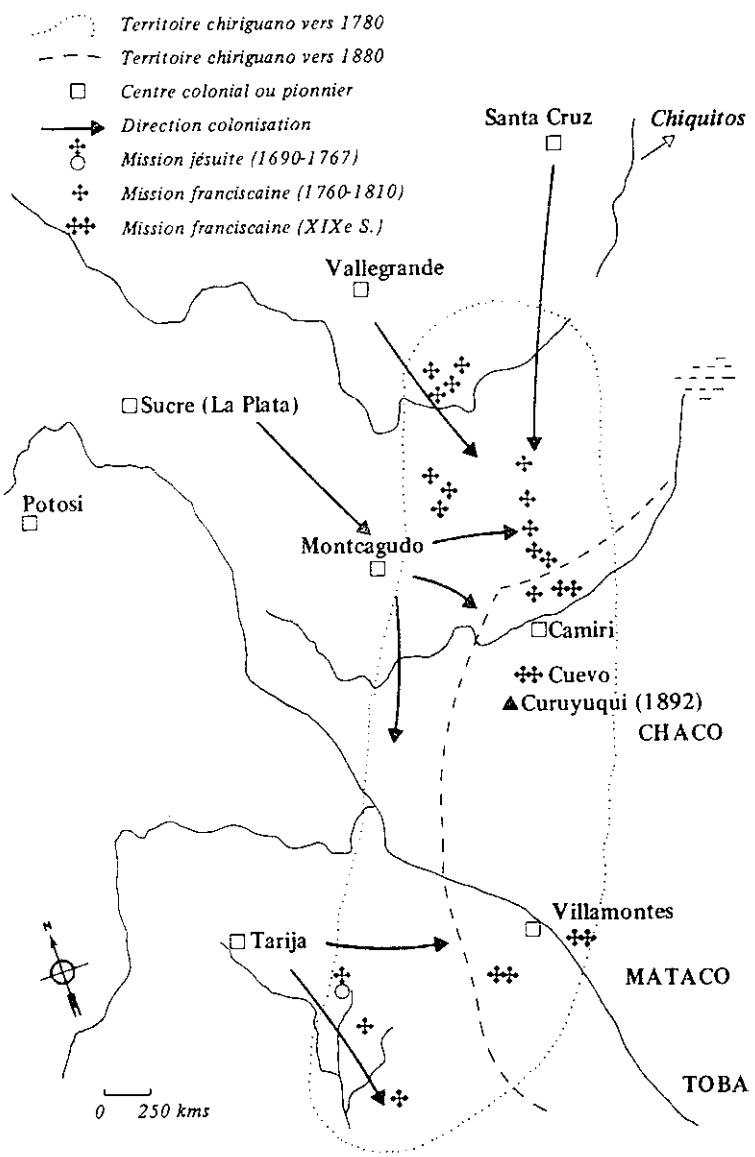 Territoire chiriguano vers 1780
Territoire chiriguano vers 1880
Centre colonial ou pionnier
Direction colonisation
Mission jésuite (1690-1767)
Mission franciscaine (1760-1810)
Mission franciscaine (XIXe S.)
Santa Cruz
Chiquitos
Vallegrande
Sucre (La Plata)
Potosi
Montcagudo
Camiri
Cuevo
Curuyuqui (1892)
CHACO
Villamontes
Tarija
MATACO
TOBA
N
0 250 kms